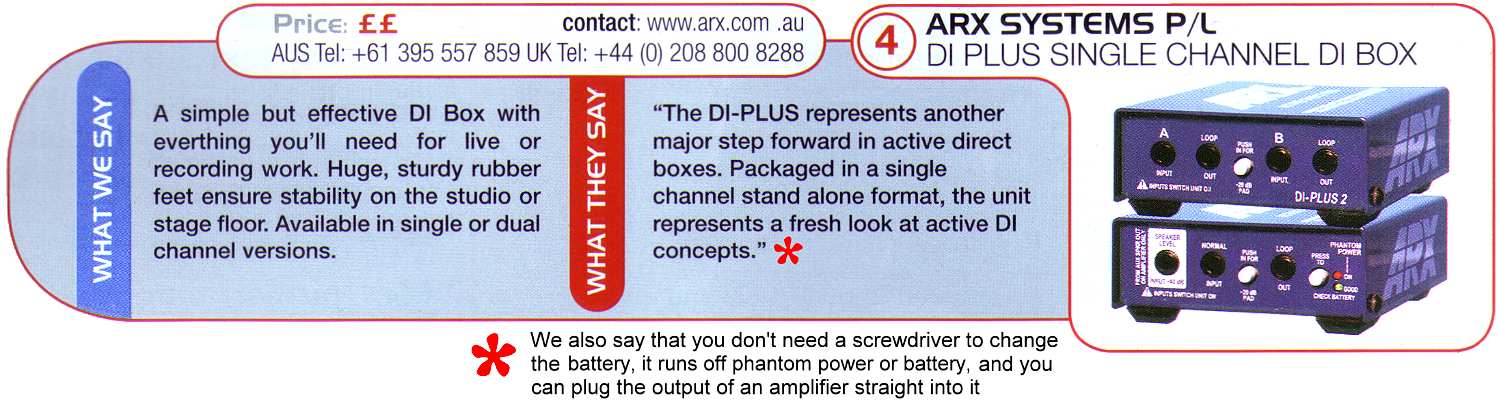 Price: ££
contact: www.arx.com .au
AUS Tel: +61 395 557 859 UK Tel: +44 (0) 208 800 8288
4
ARX SYSTEMS P/L
DI PLUS SINGLE CHANNEL DI BOX
WHAT WE SAY
A simple but effective DI Box with
everthing you'll need for live or
recording work. Huge, sturdy rubber
feet ensure stability on the studio or
stage floor. Available in single or dual
channel versions.
WHAT THEY SAY
“The DI-PLUS represents another
major step forward in active direct
boxes. Packaged in a single
channel stand alone format, the unit
represents a fresh look at active DI
concepts.” *
A LOOP PUSH IN FOR B LOOP
INPUT OUT -20 dB PAD INPUT OUT
INPUTS SWITCH UNIT ON
DI-PLUS 2
ARX
FROM AUX SPKR OUT
ON AMPLIFIER ONLY
SPEAKER LEVEL NORMAL PUSH IN FOR LOOP PRESS TO PHANTOM POWER
INPUT -40 dB INPUT -20 dB PAD OUT ON GOOD
INPUTS SWITCH UNIT ON
CHECK BATTERY
ARX
* We also say that you don't need a screwdriver to change
the battery, it runs off phantom power or battery, and you
can plug the output of an amplifier straight into it